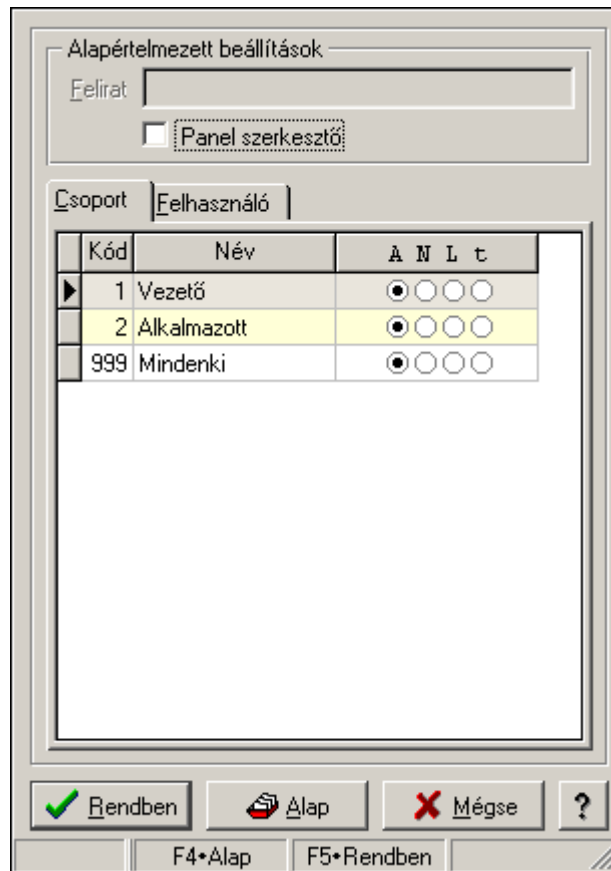 Alapértelmezett beállítások
Felirat
Panel szerkesztő
Csoport Felhasználó
Kód Név A N L t
1 Vezető
2 Alkalmazott
999 Mindenki
Rendben Alap Mégse ?
F4•Alap F5•Rendben